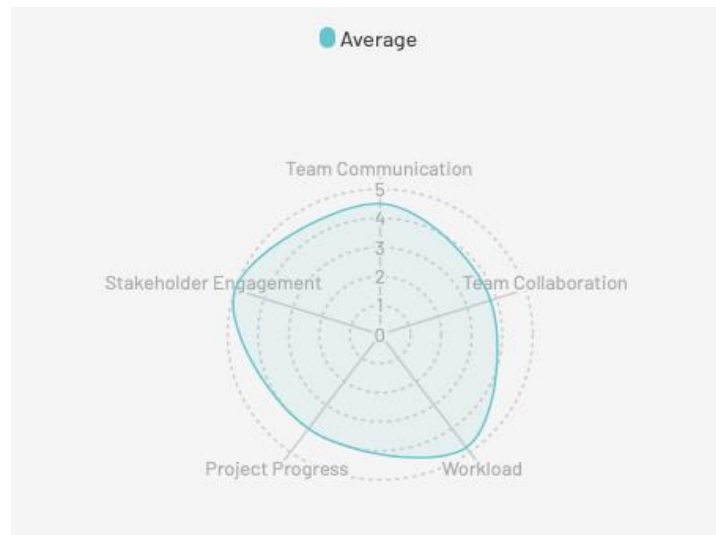 Average
Team Communication
5
4
3
2
Stakeholder Engagement
Team Collaboration
1
0
Project Progress
Workload